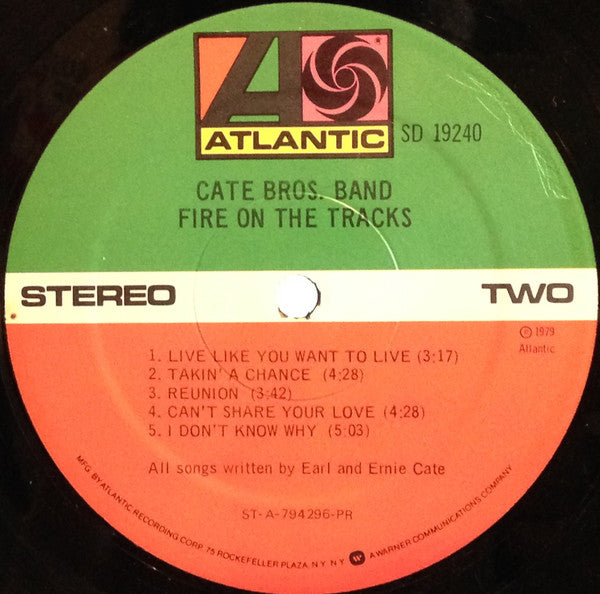 ATLANTIC
SD 19240
CATE BROS. BAND
FIRE ON THE TRACKS
STEREO
TWO
Ⓟ 1979
Atlantic
1. LIVE LIKE YOU WANT TO LIVE (3:17)
2. TAKIN' A CHANCE (4:28)
3. REUNION (3:42)
4. CAN'T SHARE YOUR LOVE (4:28)
5. I DON'T KNOW WHY (5:03)
All songs written by Earl and Ernie Cate
ST-A-794296-PR
MFG. BY ATLANTIC RECORDING CORP. 75 ROCKEFELLER PLAZA, N.Y. N.Y. A WARNER COMMUNICATIONS COMPANY